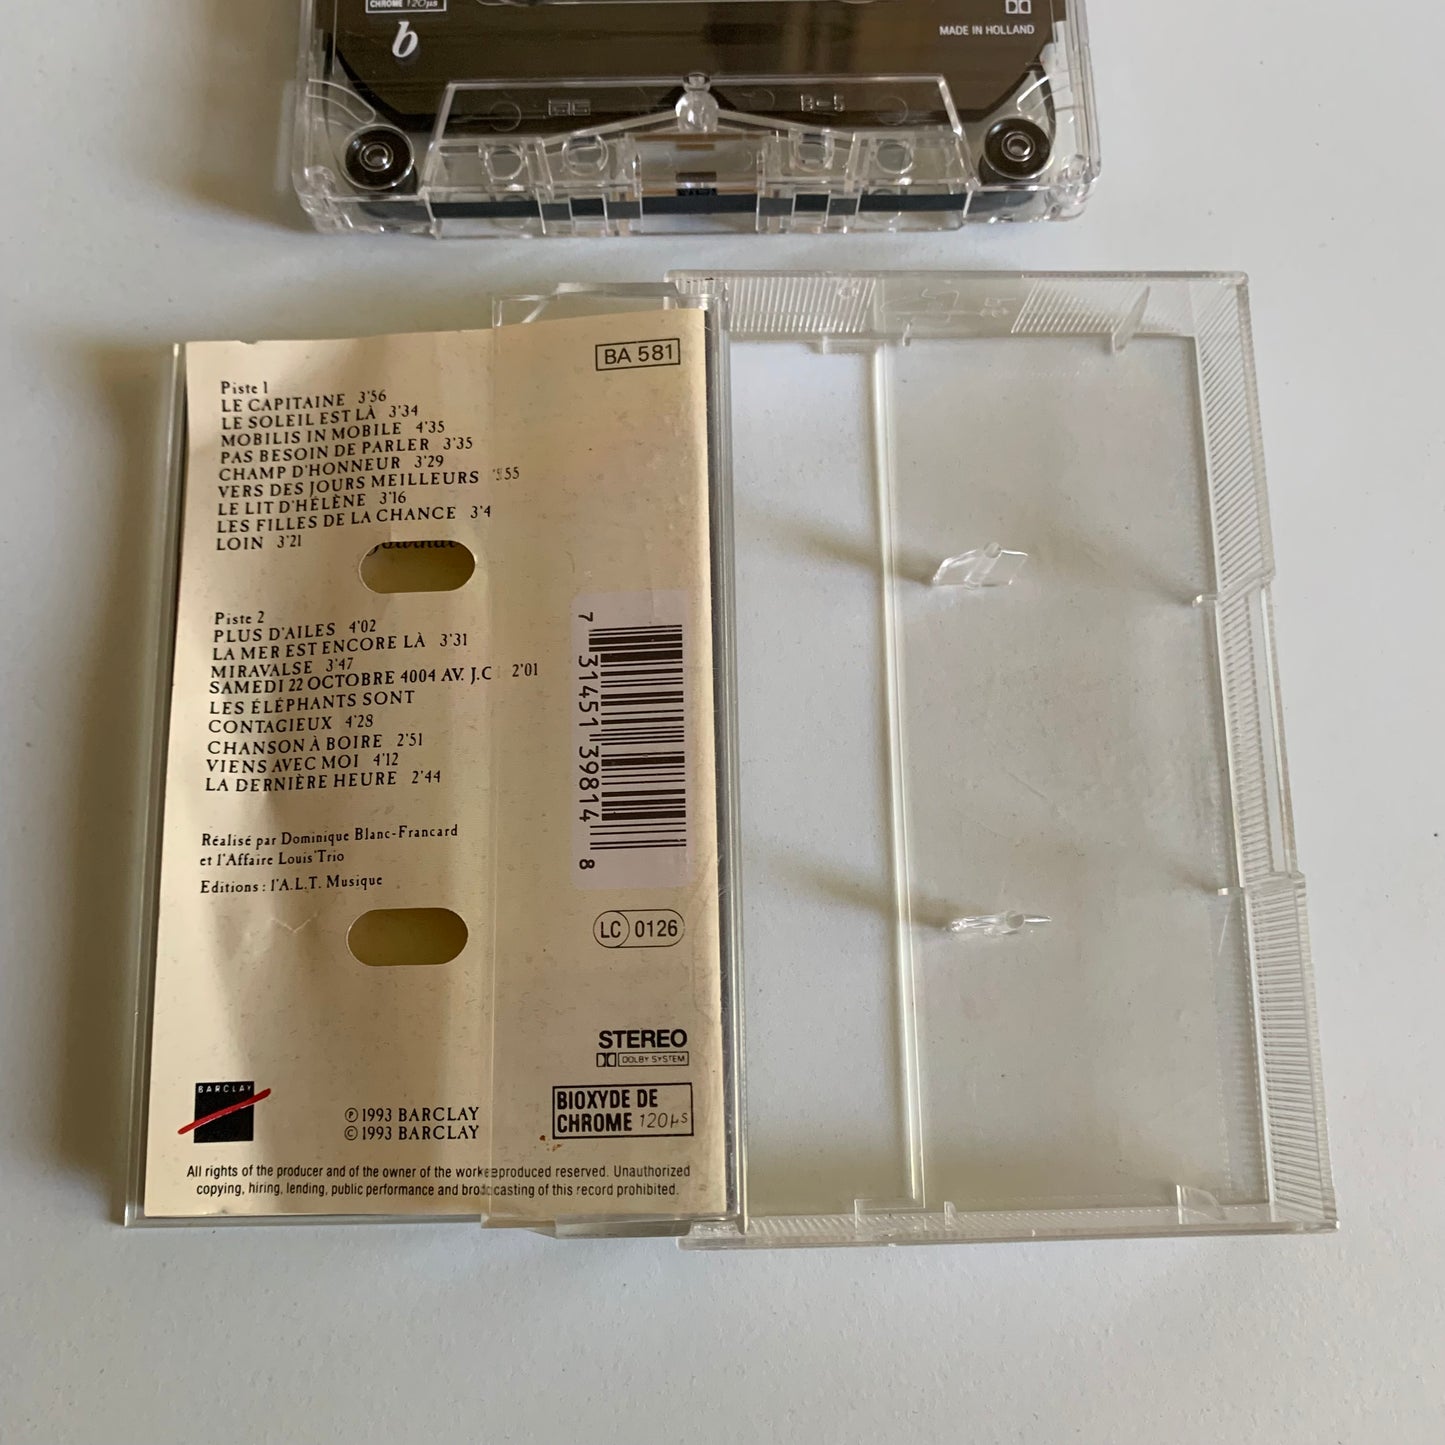 CHROME 120µs
b
MADE IN HOLLAND
B-5
BA 581
Piste 1
LE CAPITAINE 3'56
LE SOLEIL EST LÀ 3'34
MOBILIS IN MOBILE 4'35
PAS BESOIN DE PARLER 3'35
CHAMP D'HONNEUR 3'29
VERS DES JOURS MEILLEURS '55
LE LIT D'HÉLÈNE 3'16
LES FILLES DE LA CHANCE 3'4
LOIN 3'21
Piste 2
PLUS D'AILES 4'02
LA MER EST ENCORE LÀ 3'31
MIRAVALSE 3'47
SAMEDI 22 OCTOBRE 4004 AV. J.C 2'01
LES ÉLÉPHANTS SONT
CONTAGIEUX 4'28
CHANSON À BOIRE 2'51
VIENS AVEC MOI 4'12
LA DERNIÈRE HEURE 2'44
7 31451 39814 8
Réalisé par Dominique Blanc-Francard
et l'Affaire Louis'Trio
Editions : l'A.L.T. Musique
LC 0126
STEREO
DOLBY SYSTEM
BARCLAY
℗ 1993 BARCLAY
© 1993 BARCLAY
BIOXYDE DE
CHROME 120µs
All rights of the producer and of the owner of the work reproduced reserved. Unauthorized
copying, hiring, lending, public performance and broadcasting of this record prohibited.